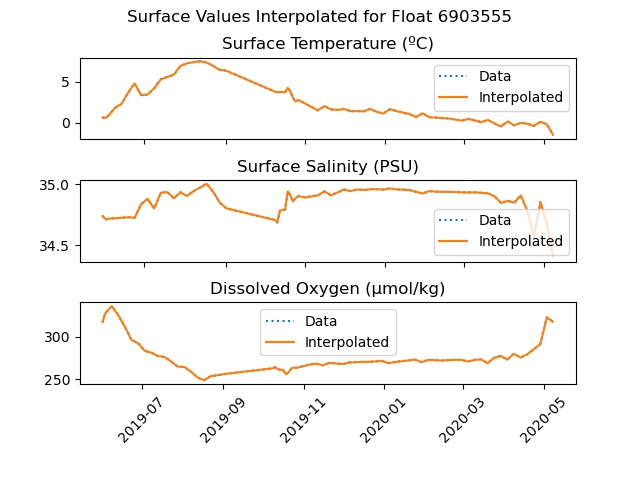 Surface Values Interpolated for Float 6903555
Surface Temperature (ºC)
5
0
Data
Interpolated
Surface Salinity (PSU)
35.0
34.5
Data
Interpolated
Dissolved Oxygen (μmol/kg)
300
250
Data
Interpolated
2019-07
2019-09
2019-11
2020-01
2020-03
2020-05